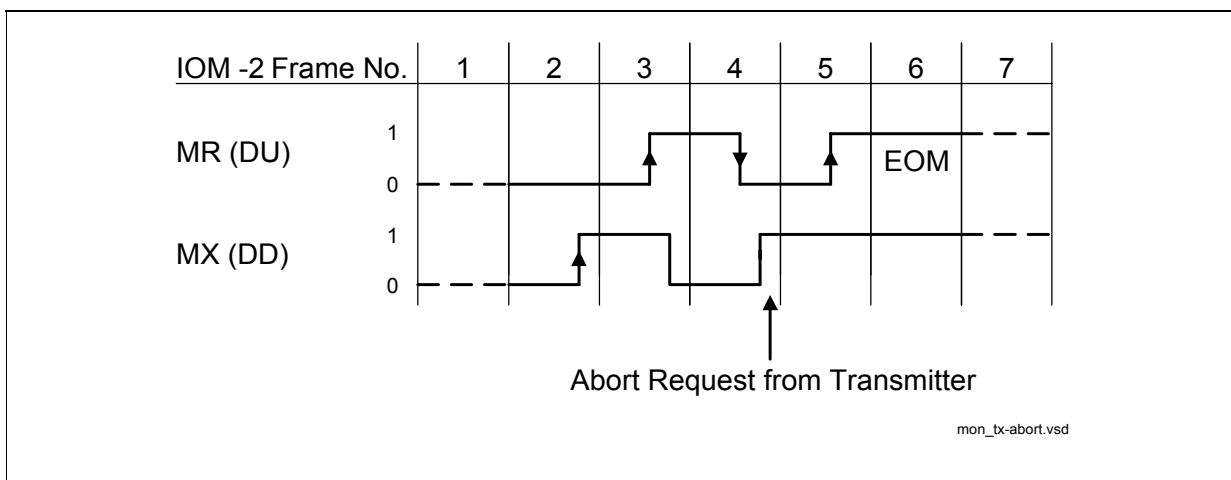 IOM -2 Frame No. 1 2 3 4 5 6 7
MR (DU) 1
0
EOM
MX (DD) 1
0
Abort Request from Transmitter
mon_tx-abort.vsd